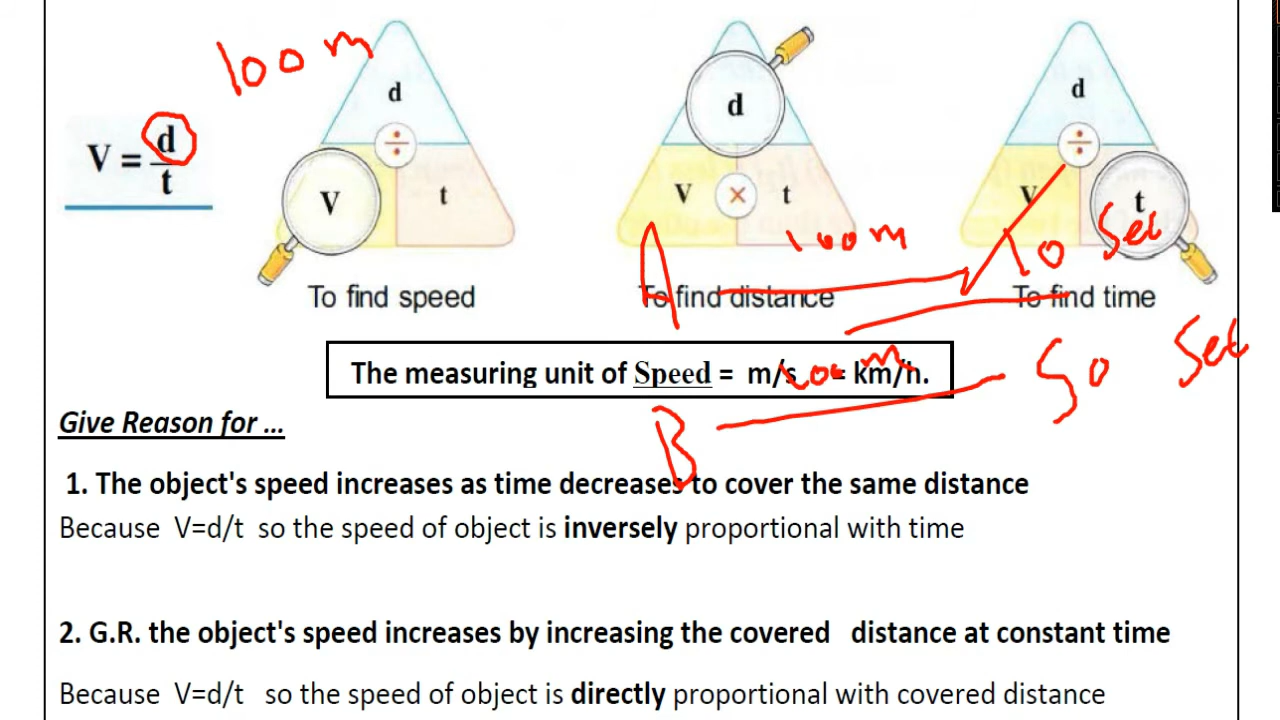 100 m
V = d/t
d
÷
V
t
To find speed
d
V
×
t
To find distance
d
÷
V
t
To find time
A
100 m
10 Sec
The measuring unit of Speed = m/s = km/h.
B
100 m
50 Sec
Give Reason for ...
1. The object's speed increases as time decreases to cover the same distance
Because V=d/t so the speed of object is inversely proportional with time
2. G.R. the object's speed increases by increasing the covered distance at constant time
Because V=d/t so the speed of object is directly proportional with covered distance